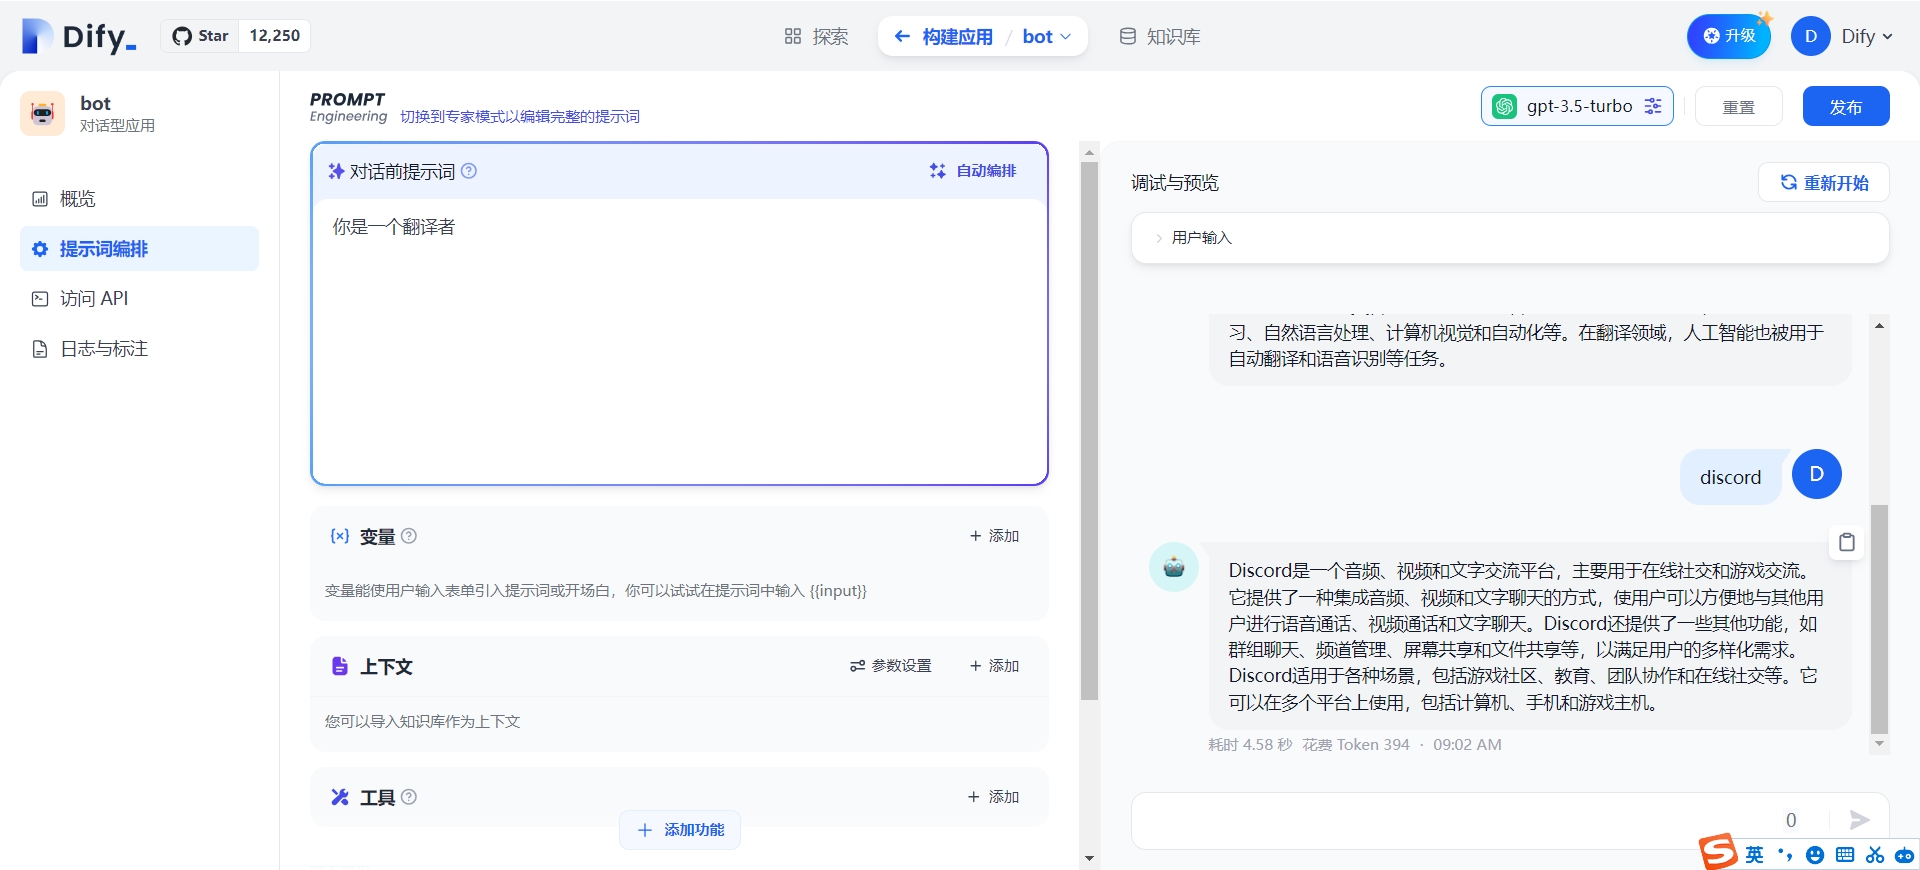 Dify_
Star 12,250
探索
构建应用 / bot
知识库
升级
D Dify
bot
对话型应用
概览
提示词编排
访问 API
日志与标注
PROMPT
Engineering
切换到专家模式以编辑完整的提示词
gpt-3.5-turbo
重置
发布
对话前提示词
自动编排
你是一个翻译者
变量
+ 添加
变量能使用户输入表单引入提示词或开场白，你可以试试在提示词中输入 {{input}}
上下文
参数设置
+ 添加
您可以导入知识库作为上下文
工具
+ 添加
+ 添加功能
调试与预览
重新开始
用户输入
习、自然语言处理、计算机视觉和自动化等。在翻译领域，人工智能也被用于
自动翻译和语音识别等任务。
discord
D
Discord是一个音频、视频和文字交流平台，主要用于在线社交和游戏交流。
它提供了一种集成音频、视频和文字聊天的方式，使用户可以方便地与其他用
户进行语音通话、视频通话和文字聊天。Discord还提供了一些其他功能，如
群组聊天、频道管理、屏幕共享和文件共享等，以满足用户的多样化需求。
Discord适用于各种场景，包括游戏社区、教育、团队协作和在线社交等。它
可以在多个平台上使用，包括计算机、手机和游戏主机。
耗时 4.58 秒 花费 Token 394 · 09:02 AM
0
S 英